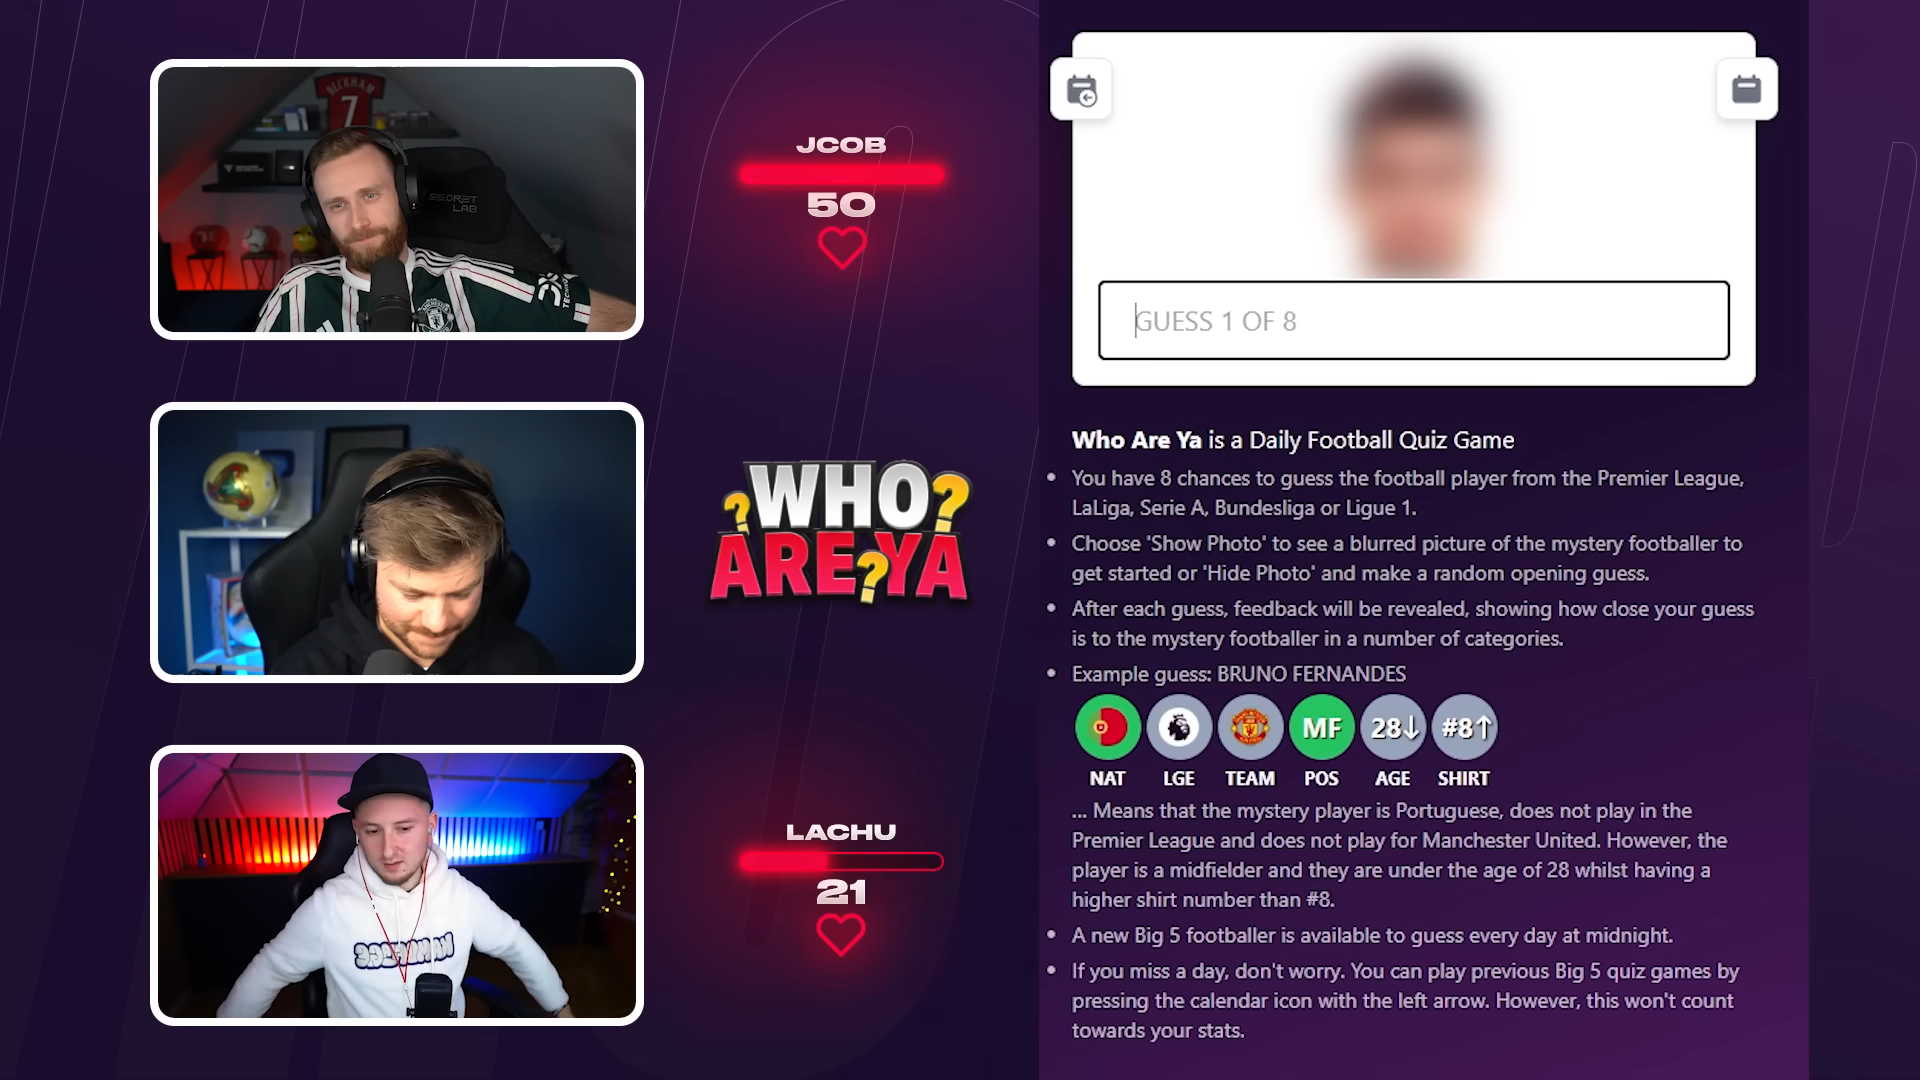 BECKHAM
7
SECRET
LAB
JCOB
50
?WHO?
ARE?YA
LACHU
21
GUESS 1 OF 8
Who Are Ya is a Daily Football Quiz Game
You have 8 chances to guess the football player from the Premier League,
LaLiga, Serie A, Bundesliga or Ligue 1.
Choose 'Show Photo' to see a blurred picture of the mystery footballer to
get started or 'Hide Photo' and make a random opening guess.
After each guess, feedback will be revealed, showing how close your guess
is to the mystery footballer in a number of categories.
Example guess: BRUNO FERNANDES
MF 28↓ #8↑
NAT LGE TEAM POS AGE SHIRT
... Means that the mystery player is Portuguese, does not play in the
Premier League and does not play for Manchester United. However, the
player is a midfielder and they are under the age of 28 whilst having a
higher shirt number than #8.
A new Big 5 footballer is available to guess every day at midnight.
If you miss a day, don't worry. You can play previous Big 5 quiz games by
pressing the calendar icon with the left arrow. However, this won't count
towards your stats.